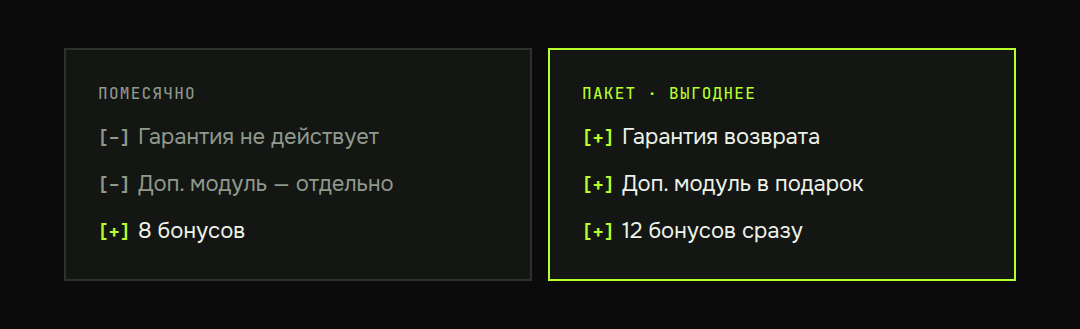 ПОМЕСЯЧНО
[-] Гарантия не действует
[-] Доп. модуль — отдельно
[+] 8 бонусов
ПАКЕТ · ВЫГОДНЕЕ
[+] Гарантия возврата
[+] Доп. модуль в подарок
[+] 12 бонусов сразу